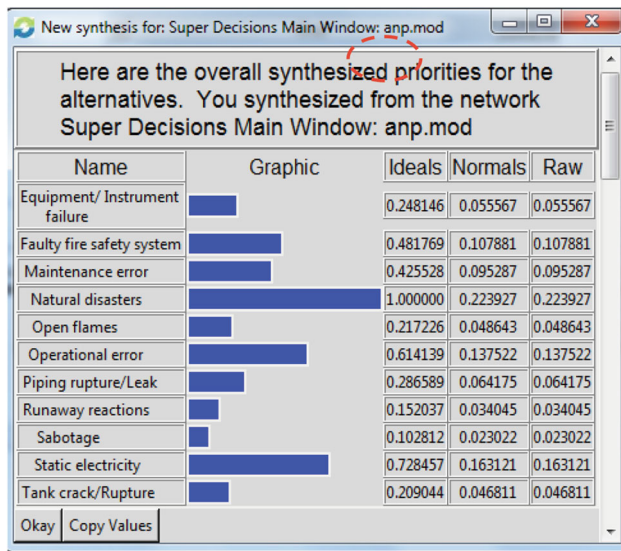 New synthesis for: Super Decisions Main Window: anp.mod
Here are the overall synthesized priorities for the
alternatives. You synthesized from the network
Super Decisions Main Window: anp.mod
Name Graphic Ideals Normals Raw
Equipment/ Instrument
failure 0.248146 0.055567 0.055567
Faulty fire safety system 0.481769 0.107881 0.107881
Maintenance error 0.425528 0.095287 0.095287
Natural disasters 1.000000 0.223927 0.223927
Open flames 0.217226 0.048643 0.048643
Operational error 0.614139 0.137522 0.137522
Piping rupture/Leak 0.286589 0.064175 0.064175
Runaway reactions 0.152037 0.034045 0.034045
Sabotage 0.102812 0.023022 0.023022
Static electricity 0.728457 0.163121 0.163121
Tank crack/Rupture 0.209044 0.046811 0.046811
Okay Copy Values